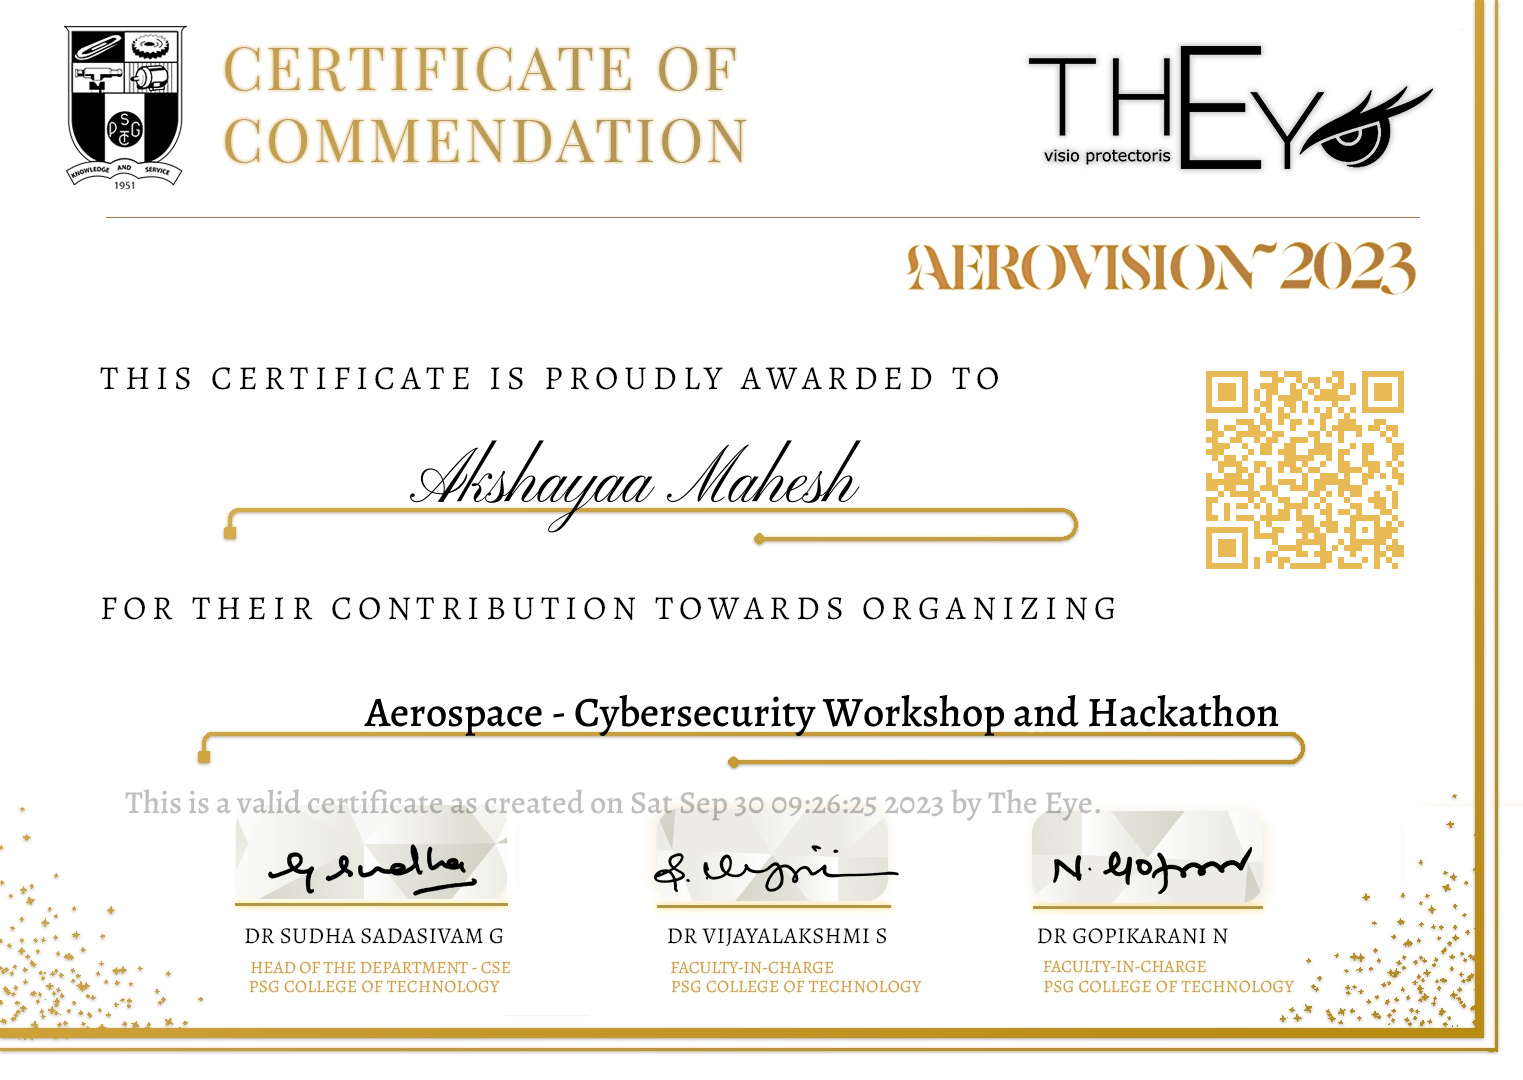 CERTIFICATE OF
COMMENDATION
PSG
TC
KNOWLEDGE AND SERVICE
1951
THEye
visio protectoris
AEROVISION 2023
THIS CERTIFICATE IS PROUDLY AWARDED TO
Akshayaa Mahesh
FOR THEIR CONTRIBUTION TOWARDS ORGANIZING
Aerospace - Cybersecurity Workshop and Hackathon
This is a valid certificate as created on Sat Sep 30 09:26:25 2023 by The Eye.
G Sudha
N. Gop
DR SUDHA SADASIVAM G
HEAD OF THE DEPARTMENT - CSE
PSG COLLEGE OF TECHNOLOGY
DR VIJAYALAKSHMI S
FACULTY-IN-CHARGE
PSG COLLEGE OF TECHNOLOGY
DR GOPIKARANI N
FACULTY-IN-CHARGE
PSG COLLEGE OF TECHNOLOGY